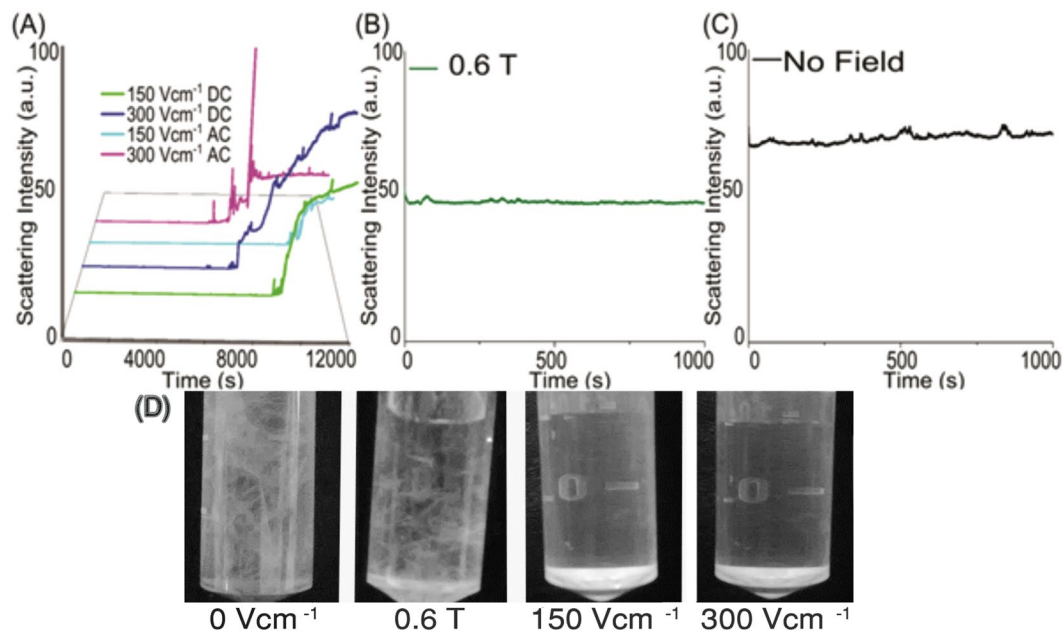 (A)
100
50
0
Scattering Intensity (a.u.)
150 Vcm⁻¹ DC
300 Vcm⁻¹ DC
150 Vcm⁻¹ AC
300 Vcm⁻¹ AC
0 4000 8000 12000
Time (s)
(B)
100
50
0
Scattering Intensity (a.u.)
0.6 T
0 500 1000
Time (s)
(C)
100
50
0
Scattering Intensity (a.u.)
No Field
0 500 1000
Time (s)
(D)
0 Vcm⁻¹ 0.6 T 150 Vcm⁻¹ 300 Vcm⁻¹